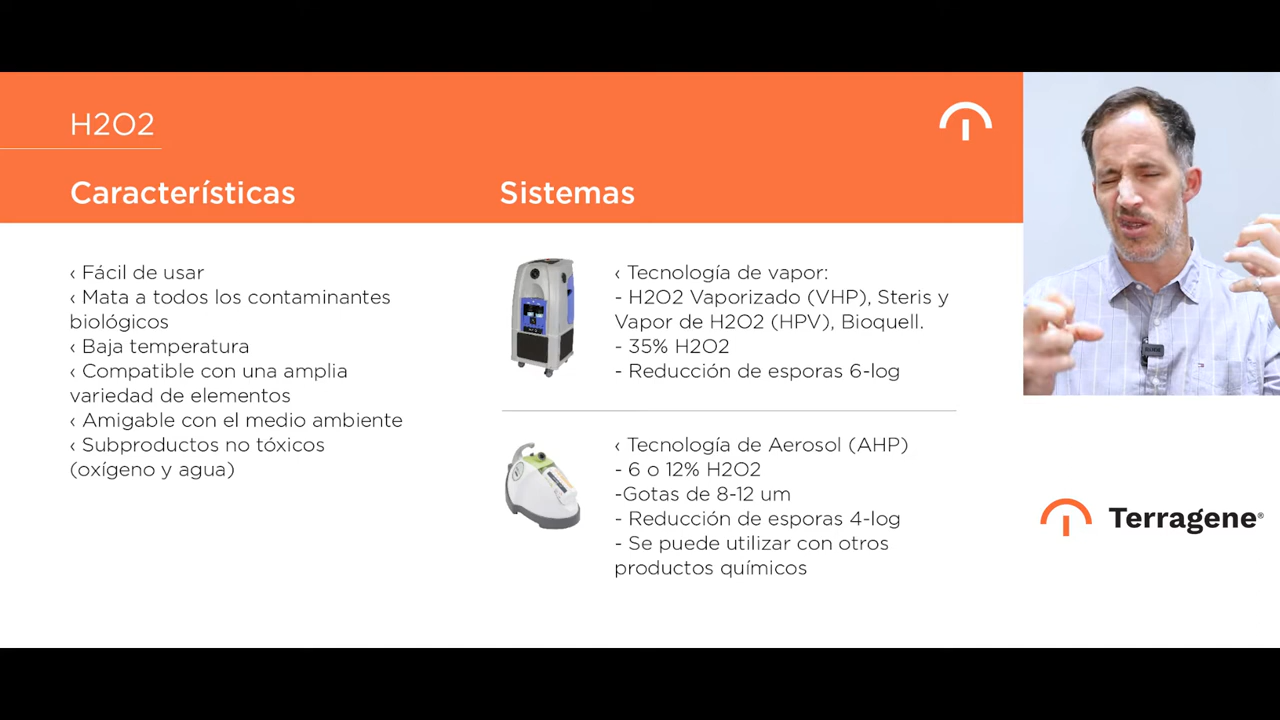 H2O2
Características
Sistemas
‹ Fácil de usar
‹ Mata a todos los contaminantes
biológicos
‹ Baja temperatura
‹ Compatible con una amplia
variedad de elementos
‹ Amigable con el medio ambiente
‹ Subproductos no tóxicos
(oxígeno y agua)
‹ Tecnología de vapor:
- H2O2 Vaporizado (VHP), Steris y
Vapor de H2O2 (HPV), Bioquell.
- 35% H2O2
- Reducción de esporas 6-log
‹ Tecnología de Aerosol (AHP)
- 6 o 12% H2O2
-Gotas de 8-12 um
- Reducción de esporas 4-log
- Se puede utilizar con otros
productos químicos
Terragene®